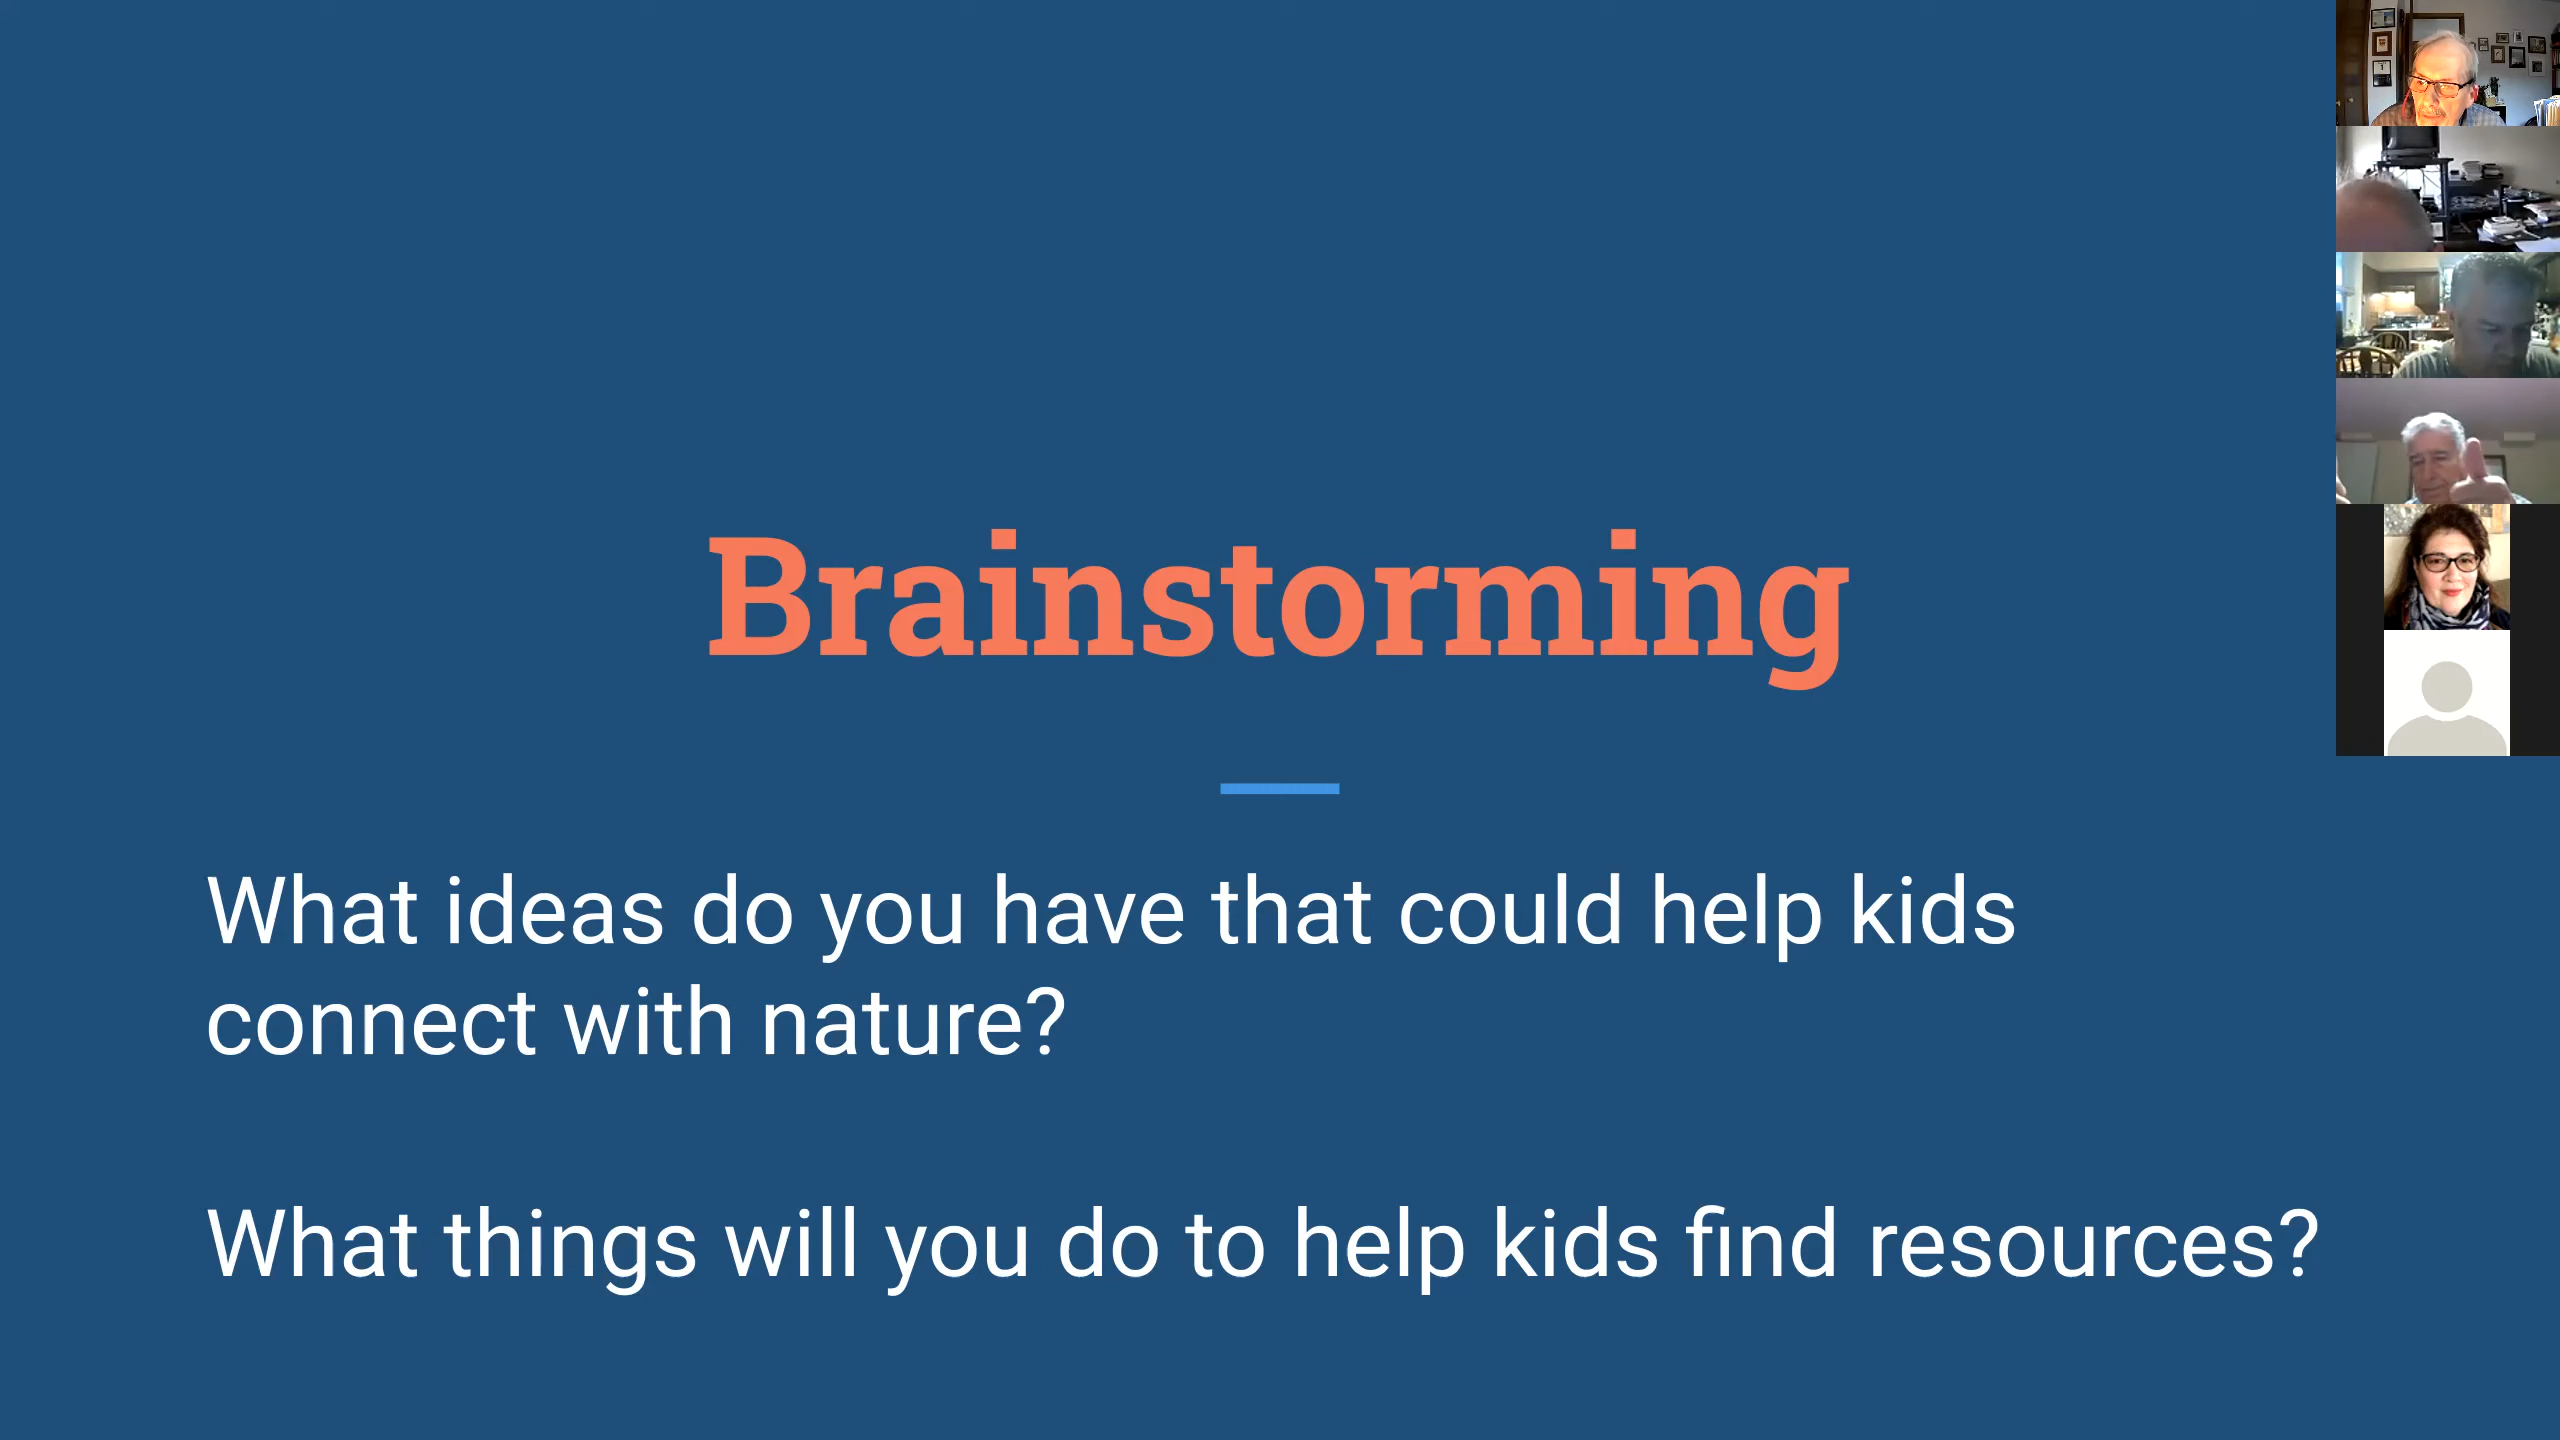 Brainstorming
What ideas do you have that could help kids
connect with nature?
What things will you do to help kids find resources?